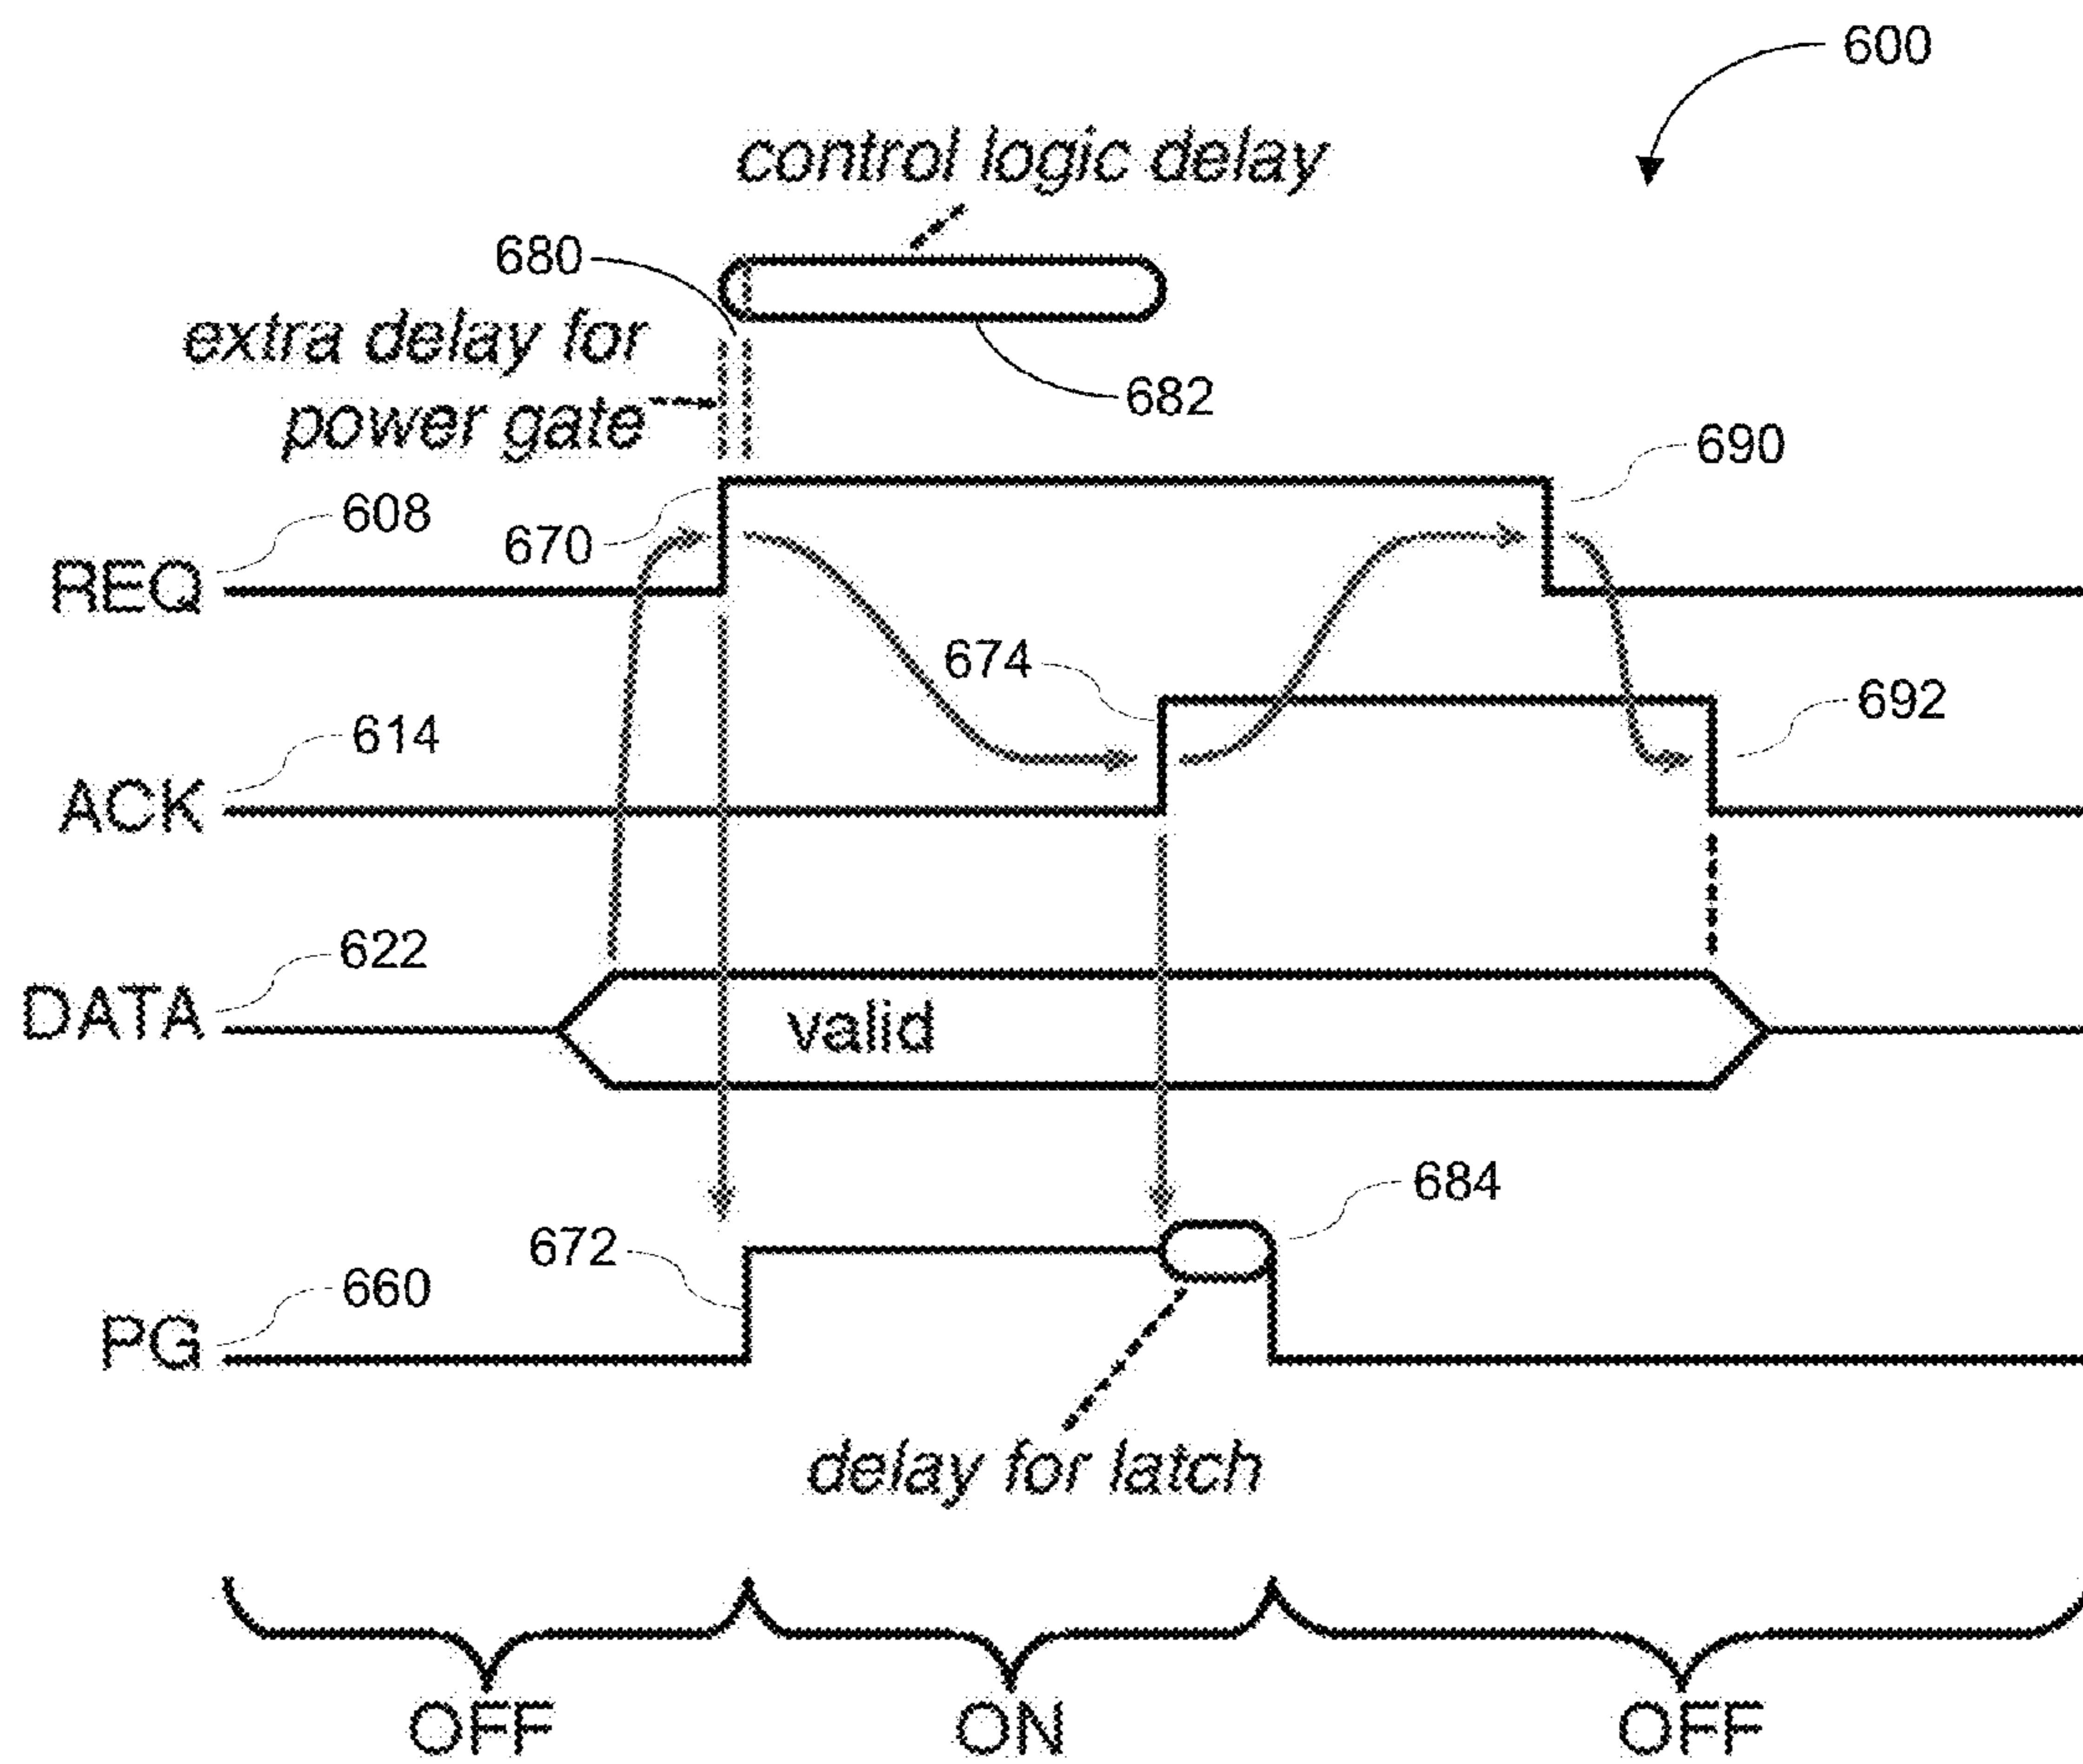 600
control logic delay
680
extra delay for
power gate
682
690
608
670
REQ
674
692
614
ACK
622
DATA
valid
684
672
660
PG
delay for latch
OFF
ON
OFF